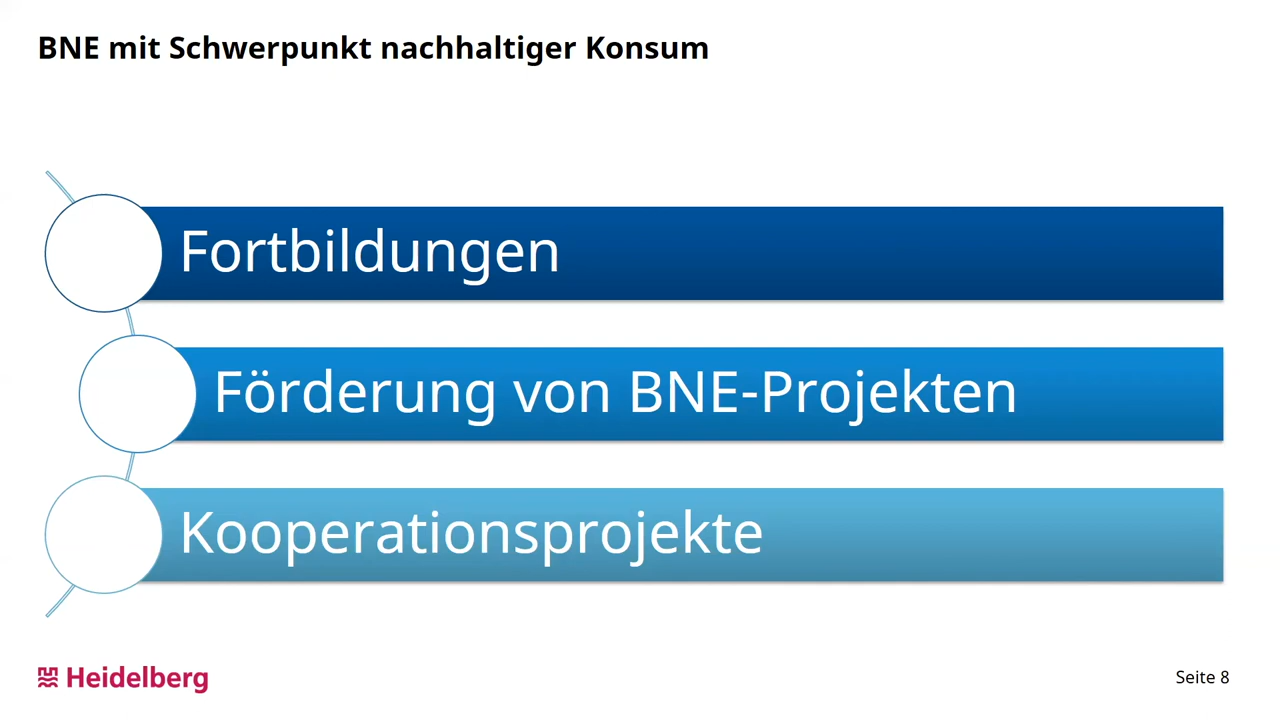 BNE mit Schwerpunkt nachhaltiger Konsum
Fortbildungen
Förderung von BNE-Projekten
Kooperationsprojekte
Heidelberg
Seite 8